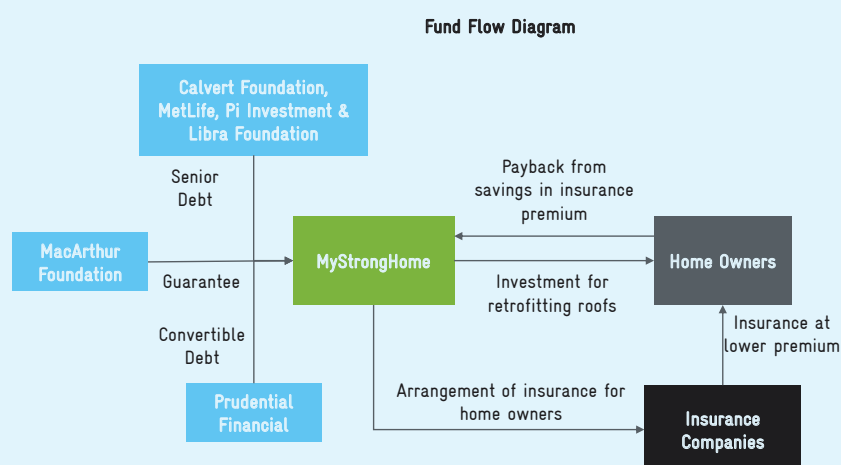 Fund Flow Diagram
Calvert Foundation,
MetLife, Pi Investment &
Libra Foundation
Senior
Debt
Payback from
savings in insurance
premium
MacArthur
Foundation
Guarantee
MyStrongHome
Home Owners
Investment for
retrofitting roofs
Convertible
Debt
Insurance at
lower premium
Prudential
Financial
Arrangement of insurance for
home owners
Insurance
Companies